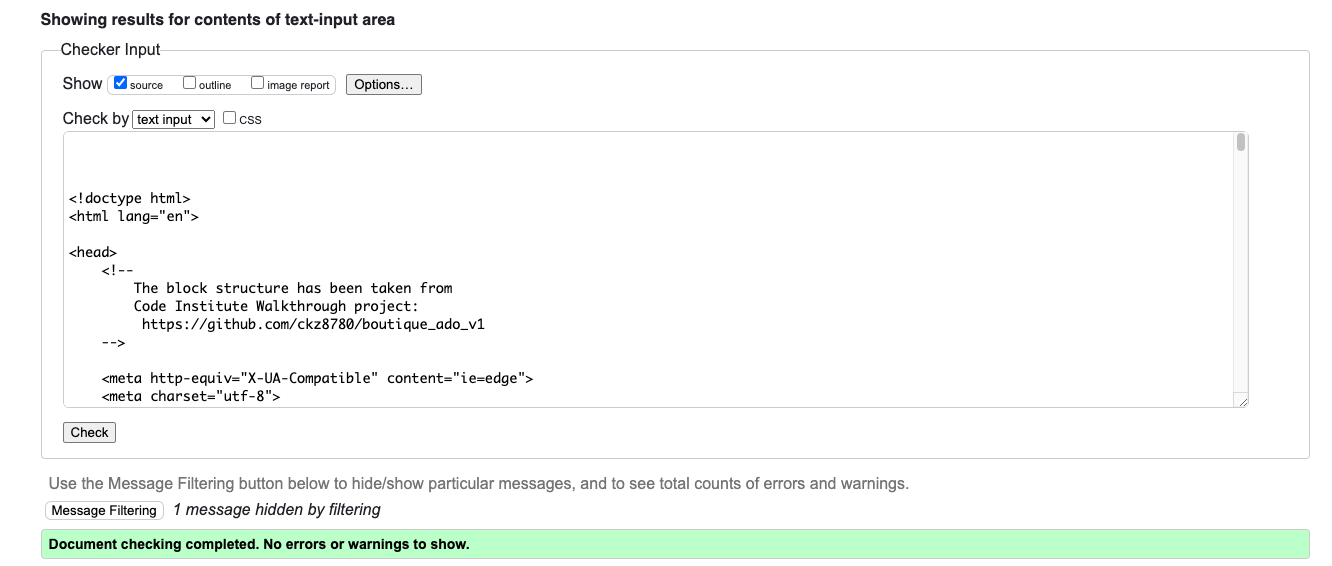 Showing results for contents of text-input area
Checker Input
Show source outline image report Options...
Check by text input CSS
<!doctype html>
<html lang="en">
<head>
<!--
The block structure has been taken from
Code Institute Walkthrough project:
https://github.com/ckz8780/boutique_ado_v1
-->
<meta http-equiv="X-UA-Compatible" content="ie=edge">
<meta charset="utf-8">
Check
Use the Message Filtering button below to hide/show particular messages, and to see total counts of errors and warnings.
Message Filtering 1 message hidden by filtering
Document checking completed. No errors or warnings to show.